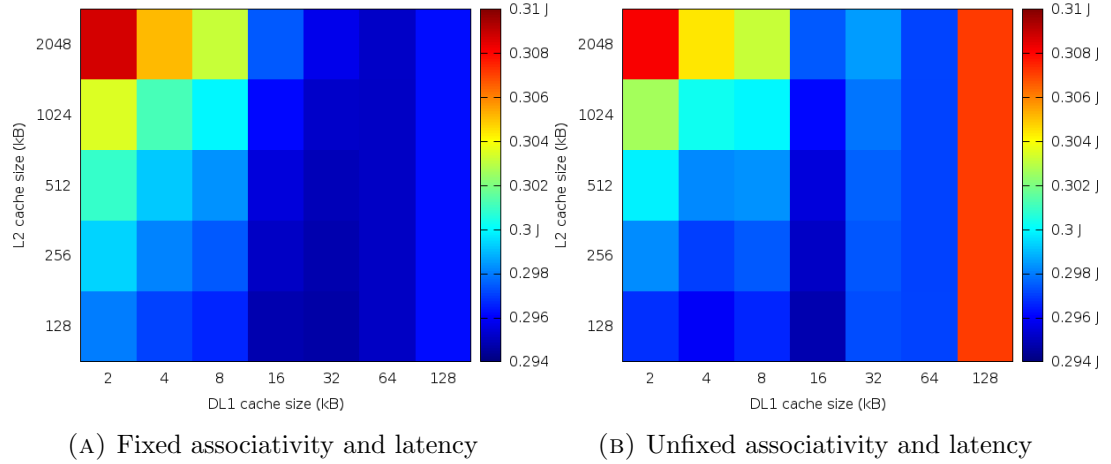 2048
1024
512
256
128
L2 cache size (kB)
2 4 8 16 32 64 128
DL1 cache size (kB)
0.31 J
0.308 J
0.306 J
0.304 J
0.302 J
0.3 J
0.298 J
0.296 J
0.294 J
(A) Fixed associativity and latency
2048
1024
512
256
128
L2 cache size (kB)
2 4 8 16 32 64 128
DL1 cache size (kB)
0.31 J
0.308 J
0.306 J
0.304 J
0.302 J
0.3 J
0.298 J
0.296 J
0.294 J
(B) Unfixed associativity and latency